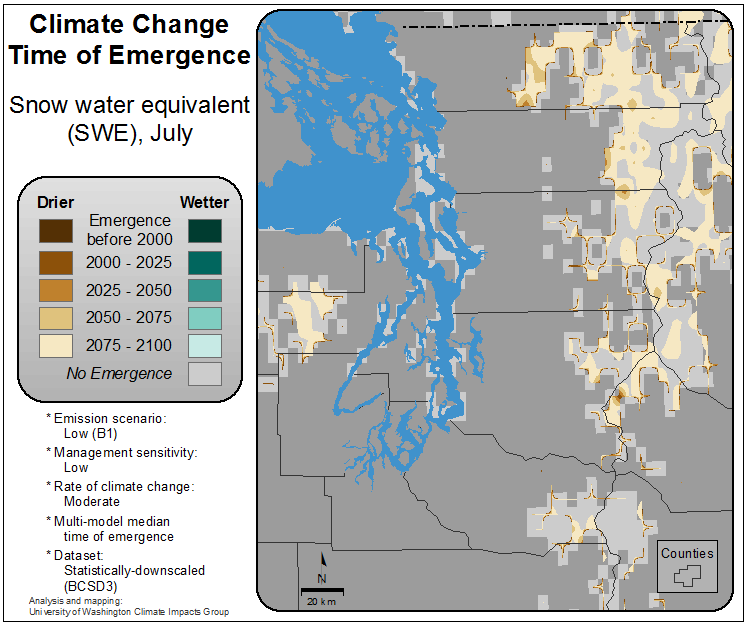 Climate Change
Time of Emergence
Snow water equivalent
(SWE), July
Drier
Wetter
Emergence
before 2000
2000 - 2025
2025 - 2050
2050 - 2075
2075 - 2100
No Emergence
* Emission scenario:
Low (B1)
* Management sensitivity:
Low
* Rate of climate change:
Moderate
* Multi-model median
time of emergence
* Dataset:
Statistically-downscaled
(BCSD3)
Analysis and mapping:
University of Washington Climate Impacts Group
N
20 km
Counties